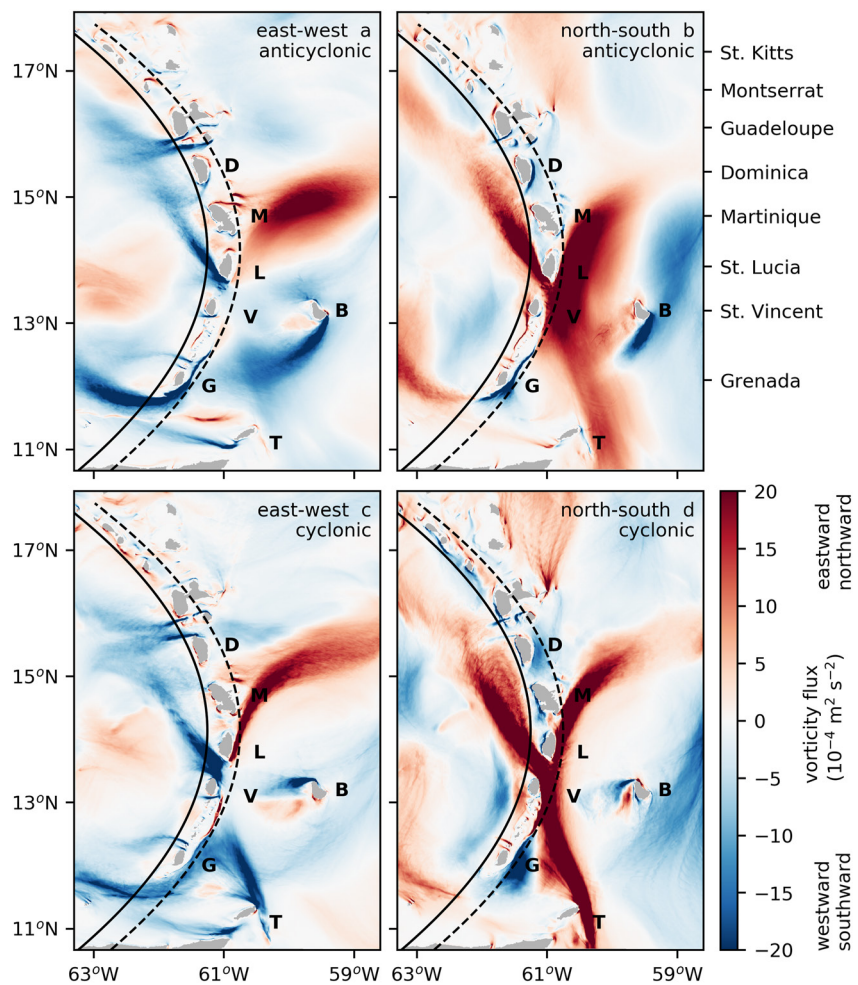 east-west a
anticyclonic
north-south b
anticyclonic
17°N
15°N
13°N
11°N
D
M
L
V
B
G
T
D
M
L
V
B
G
T
St. Kitts
Montserrat
Guadeloupe
Dominica
Martinique
St. Lucia
St. Vincent
Grenada
east-west c
cyclonic
north-south d
cyclonic
17°N
15°N
13°N
11°N
D
M
L
V
B
G
T
D
M
L
V
B
G
T
63°W
61°W
59°W
63°W
61°W
59°W
20
15
10
5
0
−5
−10
−15
−20
eastward
northward
vorticity flux
(10⁻⁴ m² s⁻²)
westward
southward